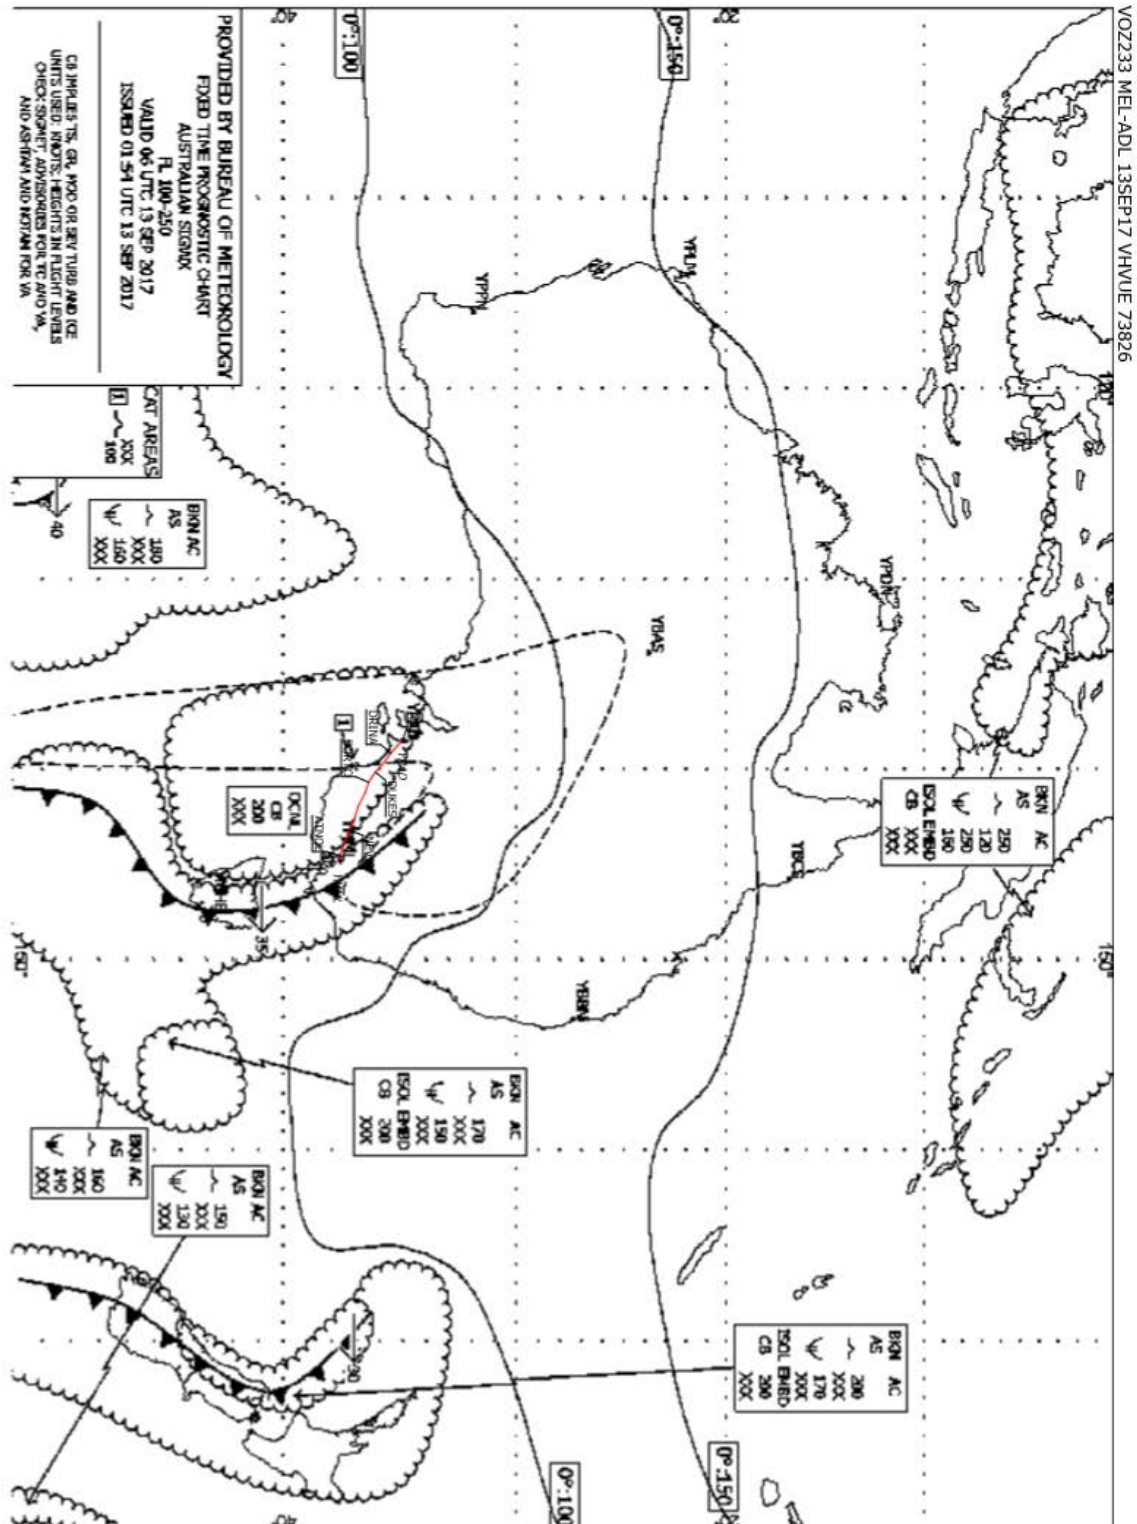 VOZ233 MEL-ADL 13SEP17 VHVUE 73826
0°:100
0°:150
20°
40°
PROVIDED BY BUREAU OF METEOROLOGY
FIXED TIME PROGNOSTIC CHART
AUSTRALIAN SIGWX
FL 100-250
VALID 06 UTC 13 SEP 2017
ISSUED 01:54 UTC 13 SEP 2017
CB IMPLIES TS, GR, MOD OR SEV TURB AND ICE
UNITS USED: KNOTS; HEIGHTS IN FLIGHT LEVELS
CHECK SIGMET, ADVISORIES FOR TC AND VA,
AND ASHTAM AND NOTAM FOR VA
YPLM
YPPH
YPDN
YBAS
YBCS
YBBN
CAT AREAS
1 XXX
100
40
BKN AC
AS
180
XXX
160
XXX
DRINA
1
OCNL
CB
200
XXX
35
BKN AC
AS
250
120
250
160
ISOL EMBD
CB XXX
150°
150°
BKN AC
AS
170
XXX
150
XXX
ISOL EMBD
CB 200
XXX
BKN AC
AS
160
XXX
140
XXX
BKN AC
AS
150
XXX
130
XXX
BKN AC
AS
200
XXX
170
XXX
ISOL EMBD
CB 200
XXX
0°:150
0°:100